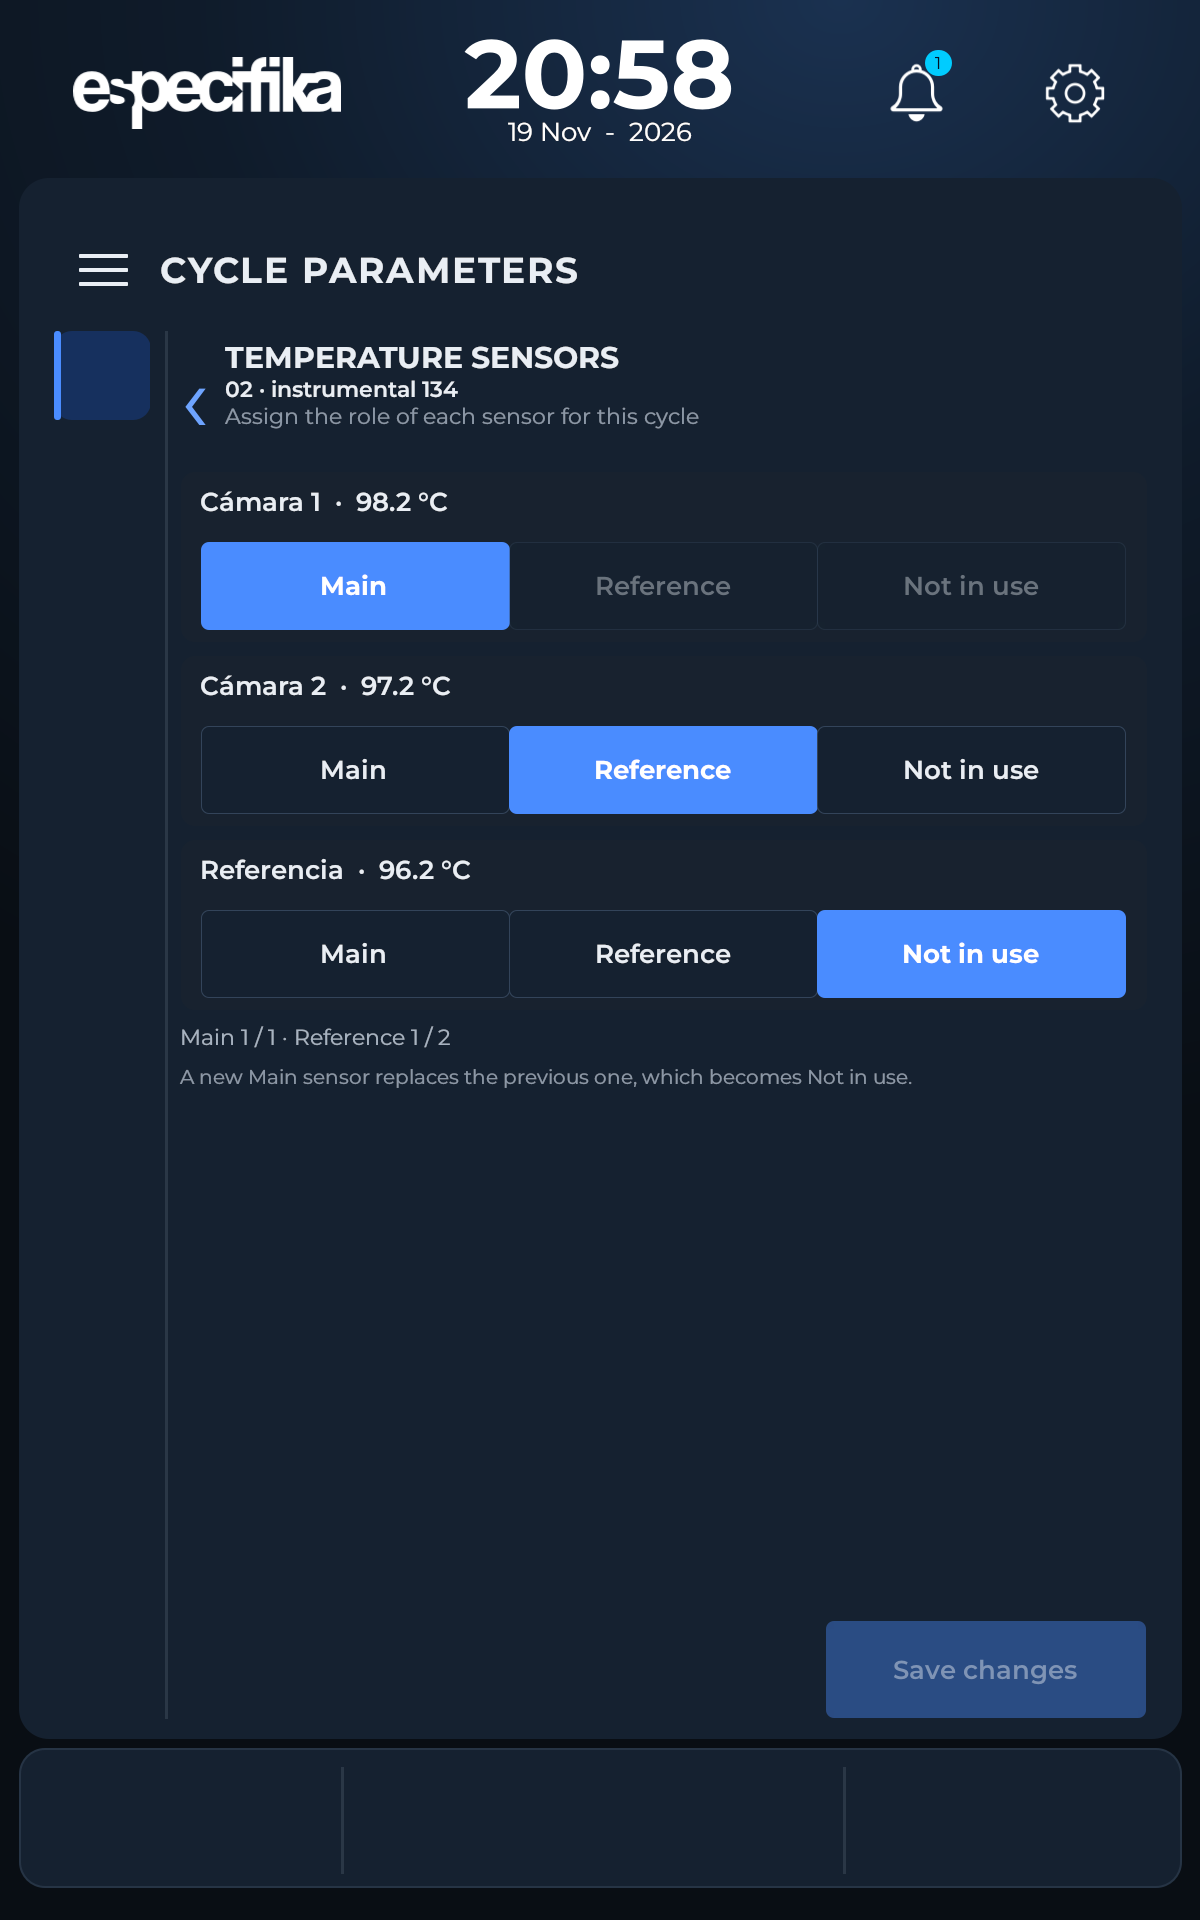 especifika
20:58
19 Nov - 2026
1
CYCLE PARAMETERS
TEMPERATURE SENSORS
02 · instrumental 134
Assign the role of each sensor for this cycle
Cámara 1 · 98.2 °C
Main Reference Not in use
Cámara 2 · 97.2 °C
Main Reference Not in use
Referencia · 96.2 °C
Main Reference Not in use
Main 1 / 1 · Reference 1 / 2
A new Main sensor replaces the previous one, which becomes Not in use.
Save changes